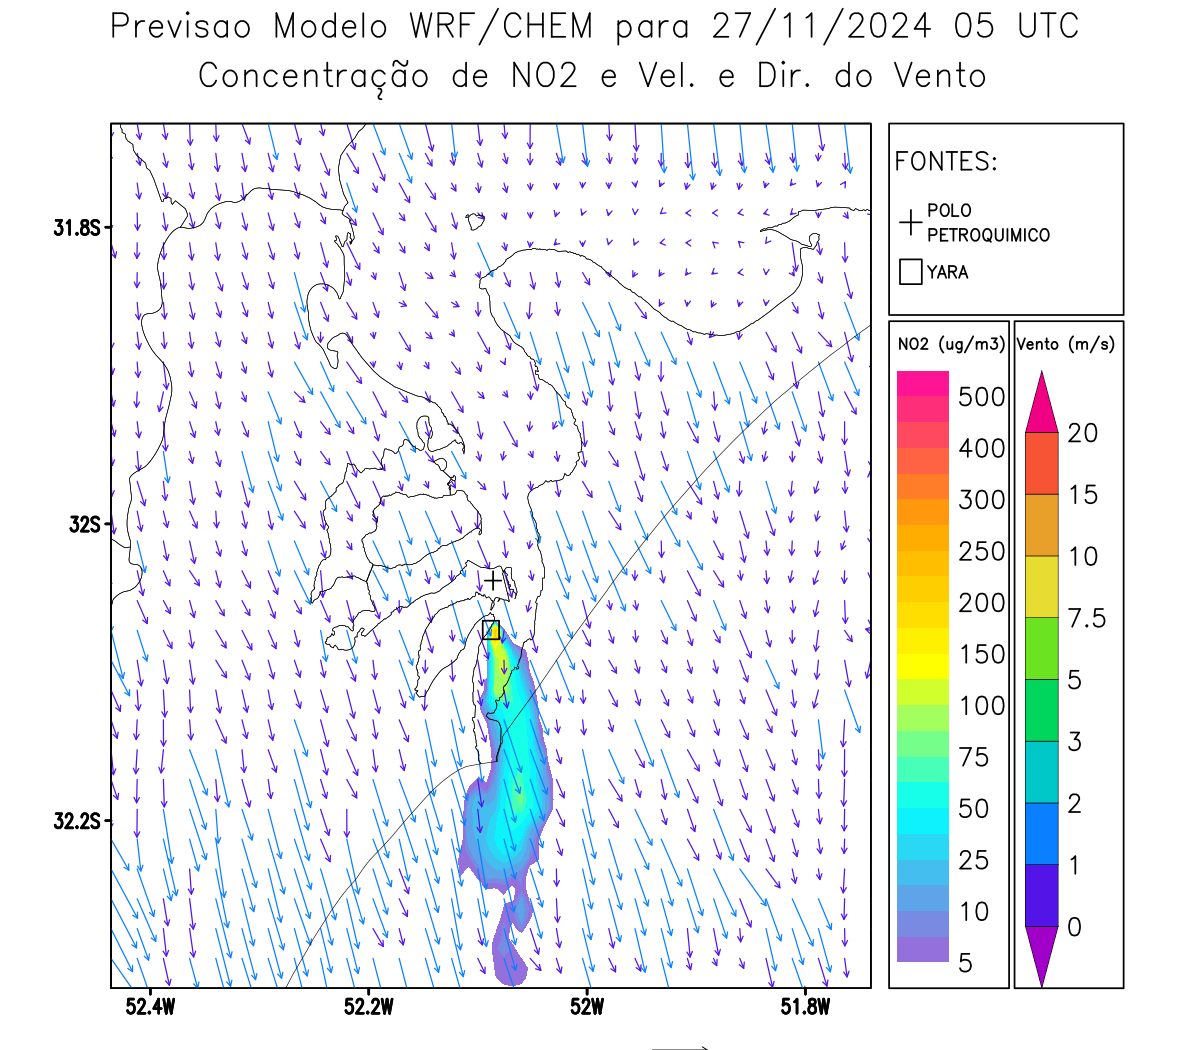 Previsao Modelo WRF/CHEM para 27/11/2024 05 UTC
Concentração de NO2 e Vel. e Dir. do Vento
FONTES:
POLO
PETROQUIMICO
YARA
NO2 (ug/m3)
500
400
300
250
200
150
100
75
50
25
10
5
Vento (m/s)
20
15
10
7.5
5
3
2
1
0
31.8S
32S
32.2S
52.4W
52.2W
52W
51.8W